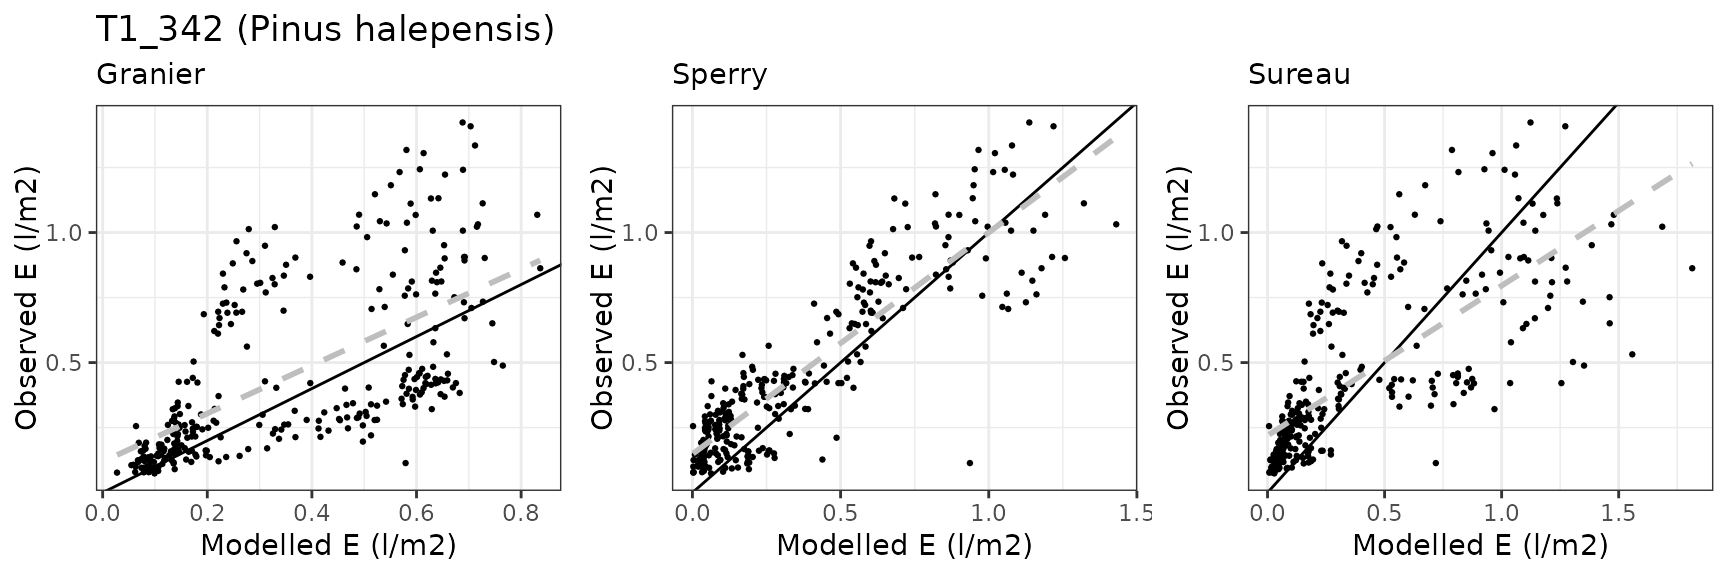 T1_342 (Pinus halepensis)
Granier
Observed E (l/m2)
1.0
0.5
0.0
0.2
0.4
0.6
0.8
Modelled E (l/m2)
Sperry
Observed E (l/m2)
1.0
0.5
0.0
0.5
1.0
1.5
Modelled E (l/m2)
Sureau
Observed E (l/m2)
1.0
0.5
0.0
0.5
1.0
1.5
Modelled E (l/m2)